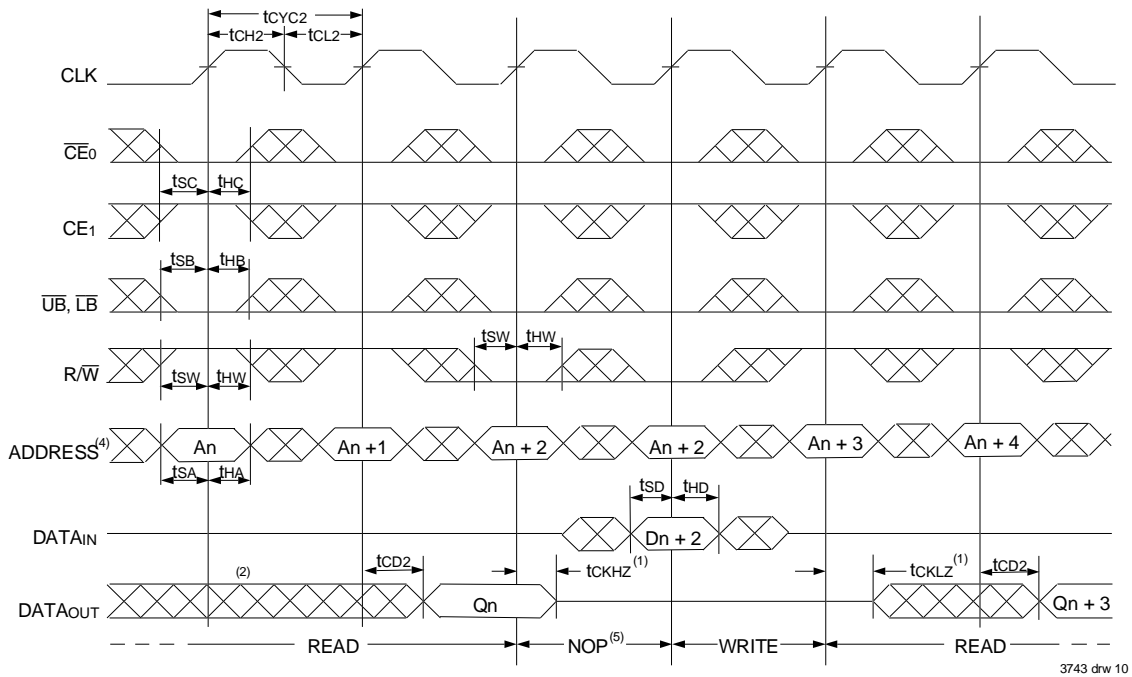 tCYC2
tCH2 tCL2
CLK
CE0
tSC tHC
CE1
tSB tHB
UB, LB
tSW tHW
R/W
tSW tHW
ADDRESS(4) An An +1 An + 2 An + 2 An + 3 An + 4
tSA tHA
tSD tHD
DATAIN Dn + 2
tCD2 tCKHZ(1) tCKLZ(1) tCD2
(2)
DATAOUT Qn Qn + 3
READ NOP(5) WRITE READ
3743 drw 10